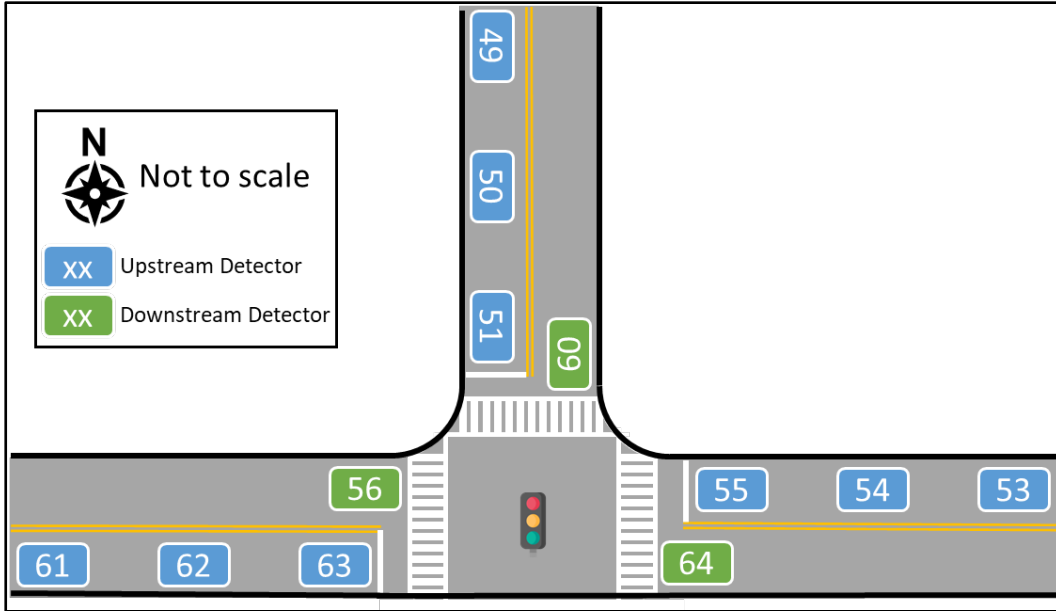 49
N
Not to scale
50
xx Upstream Detector
xx Downstream Detector
51
60
56
55 54 53
61 62 63
64